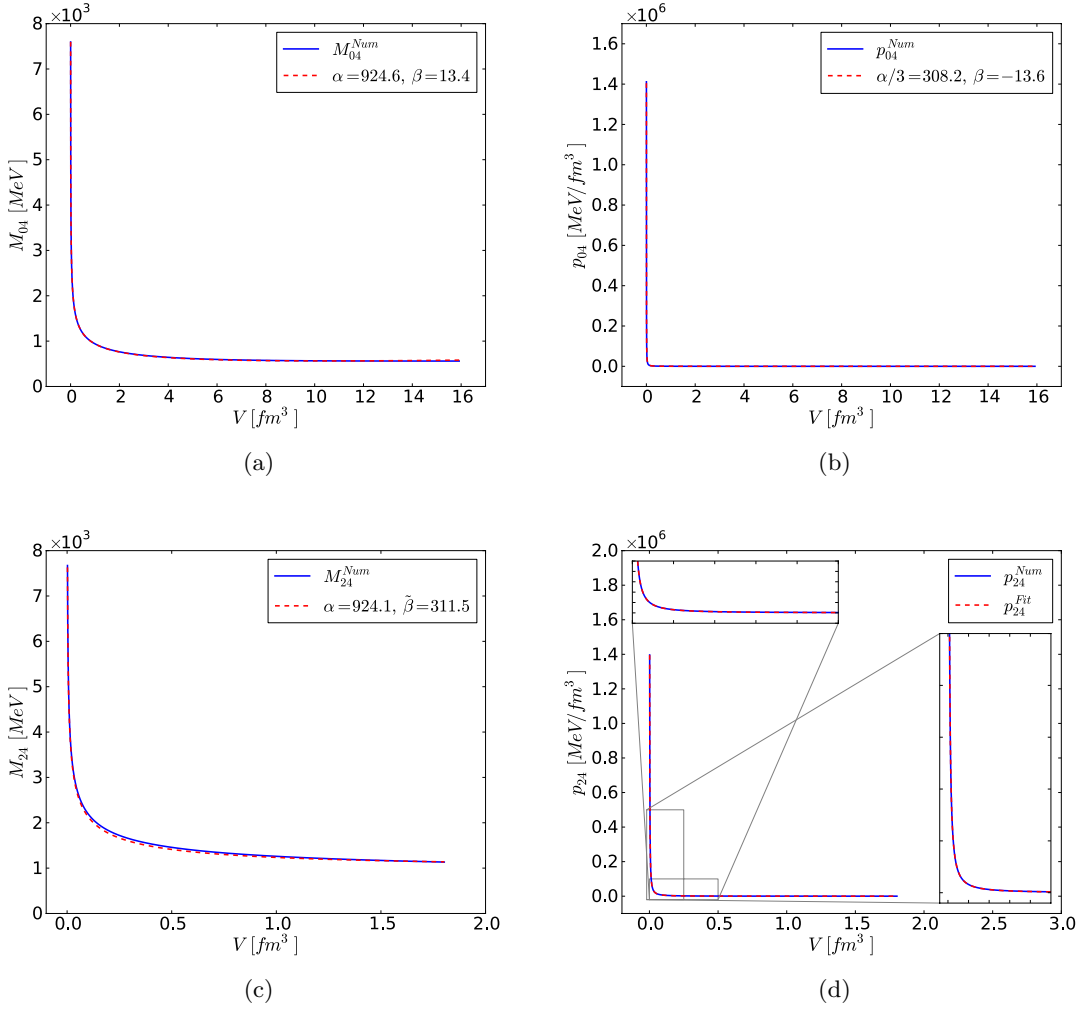 ×10³
8
7
6
5
4
3
2
1
0
M₀₄ [MeV]
M₀₄^Num
α=924.6, β=13.4
0 2 4 6 8 10 12 14 16
V [fm³ ]
(a)
×10⁶
1.6
1.4
1.2
1.0
0.8
0.6
0.4
0.2
0.0
p₀₄ [MeV/fm³ ]
p₀₄^Num
α/3=308.2, β=−13.6
0 2 4 6 8 10 12 14 16
V [fm³ ]
(b)
×10³
8
7
6
5
4
3
2
1
0
M₂₄ [MeV]
M₂₄^Num
α=924.1, β̃=311.5
0.0 0.5 1.0 1.5 2.0
V [fm³ ]
(c)
×10⁶
2.0
1.8
1.6
1.4
1.2
1.0
0.8
0.6
0.4
0.2
0.0
p₂₄ [MeV/fm³ ]
p₂₄^Num
p₂₄^Fit
0.0 0.5 1.0 1.5 2.0 2.5 3.0
V [fm³ ]
(d)